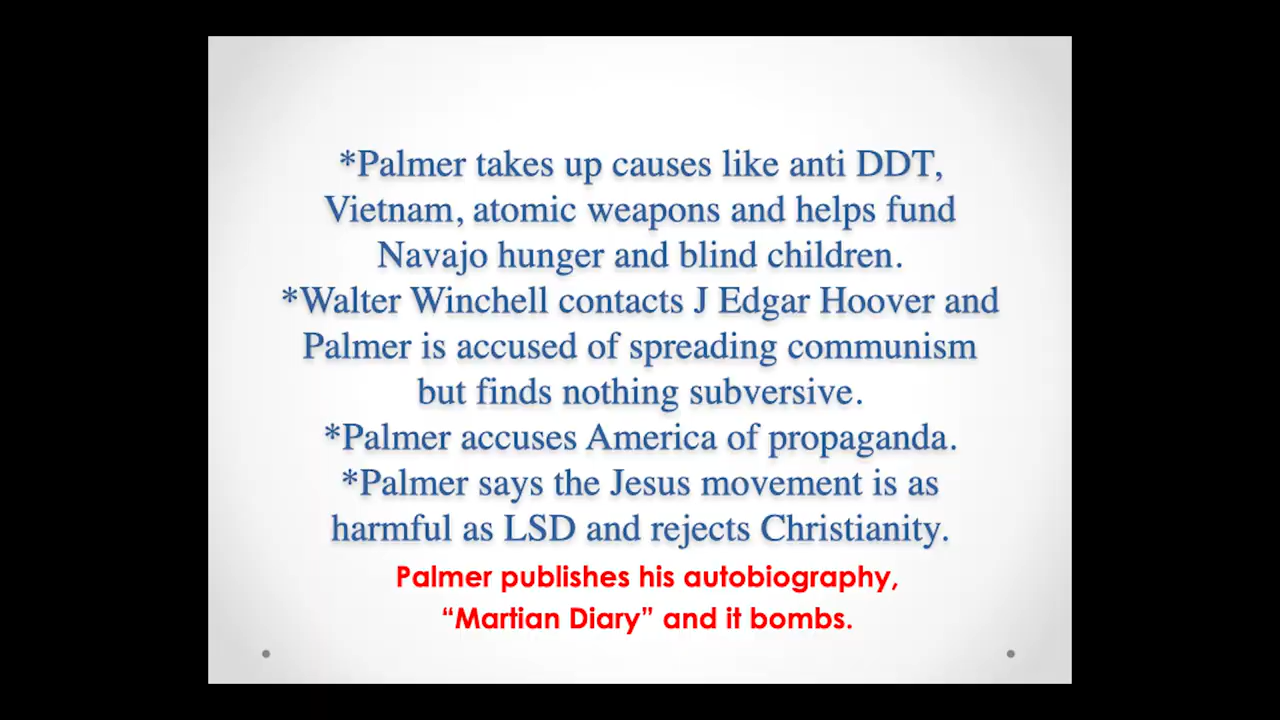 *Palmer takes up causes like anti DDT,
Vietnam, atomic weapons and helps fund
Navajo hunger and blind children.
*Walter Winchell contacts J Edgar Hoover and
Palmer is accused of spreading communism
but finds nothing subversive.
*Palmer accuses America of propaganda.
*Palmer says the Jesus movement is as
harmful as LSD and rejects Christianity.
Palmer publishes his autobiography,
“Martian Diary” and it bombs.